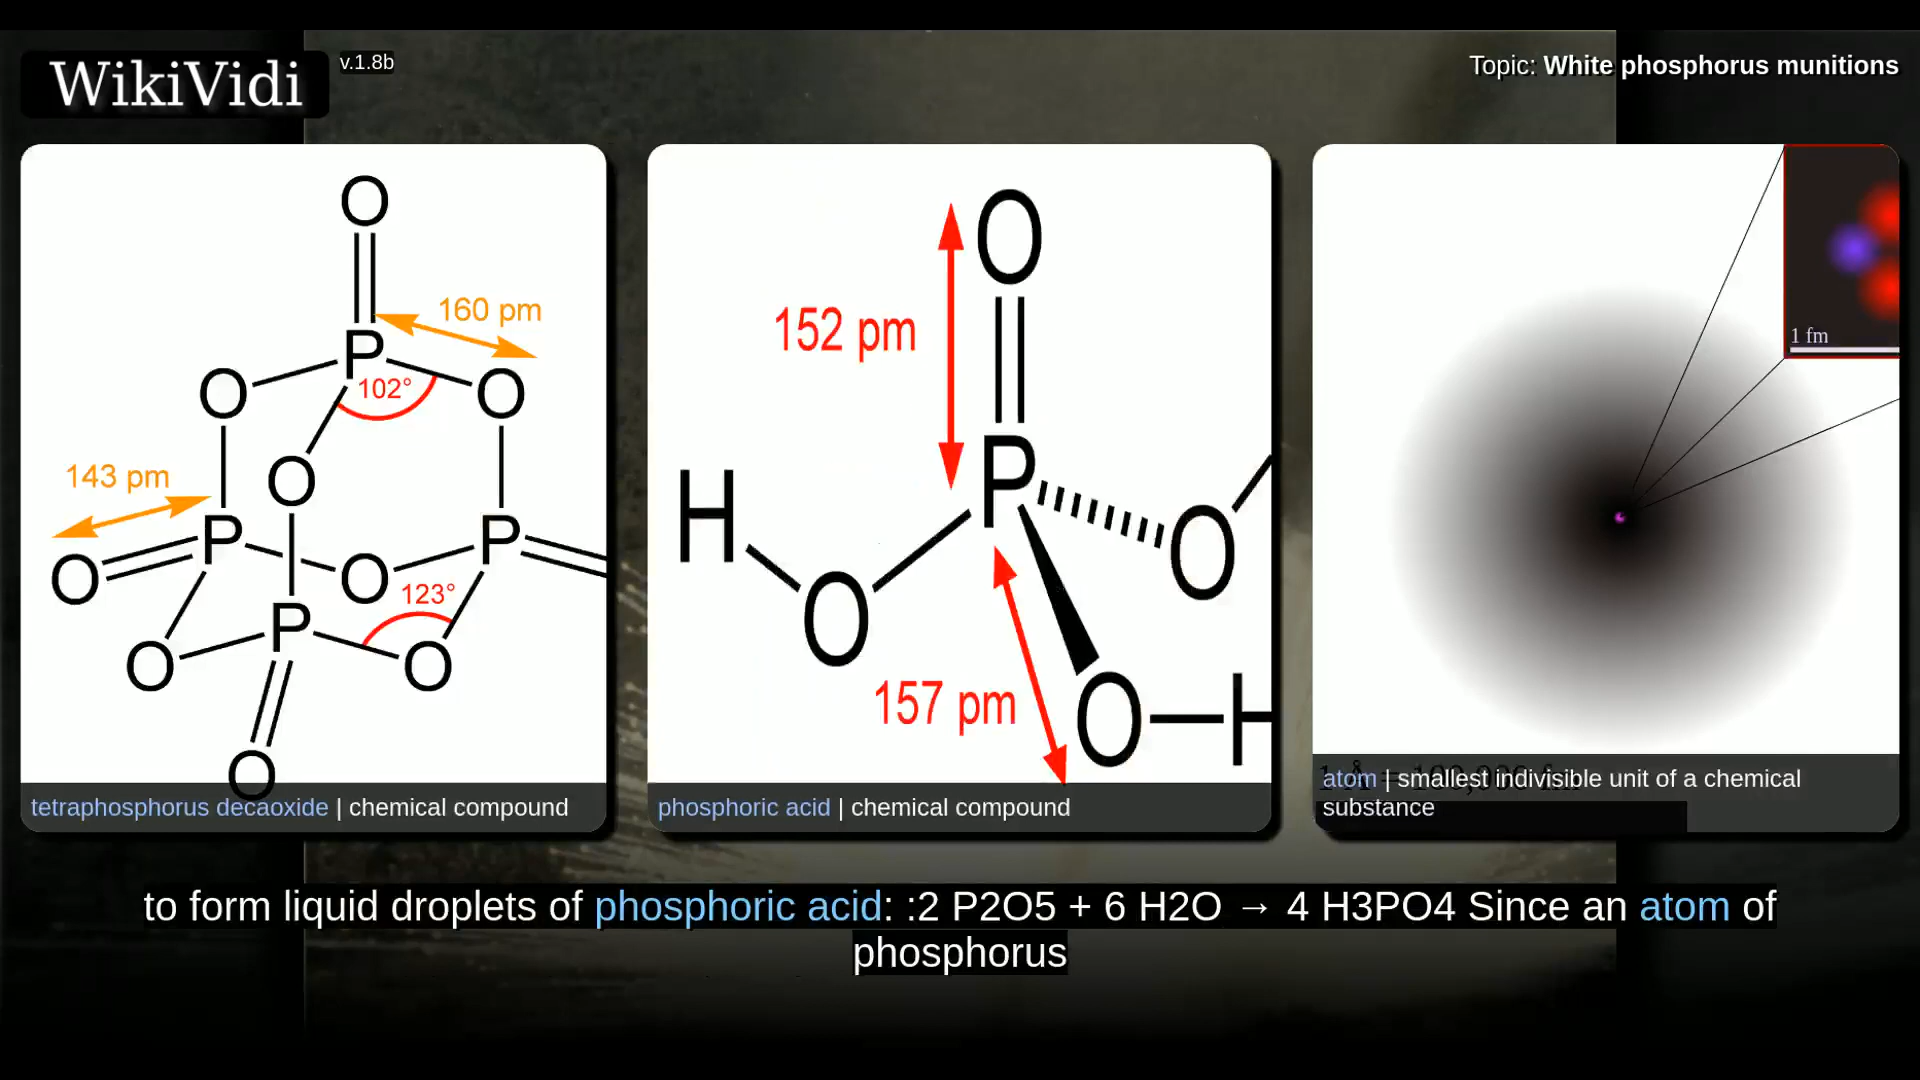 WikiVidi
v.1.8b
Topic: White phosphorus munitions
O
160 pm
P
O
102°
O
143 pm
O
P
P
O
O
123°
P
O
O
O
tetraphosphorus decaoxide | chemical compound
O
152 pm
P
H
O
O
157 pm
O
H
phosphoric acid | chemical compound
1 fm
atom | smallest indivisible unit of a chemical
substance
to form liquid droplets of phosphoric acid: :2 P2O5 + 6 H2O → 4 H3PO4 Since an atom of
phosphorus